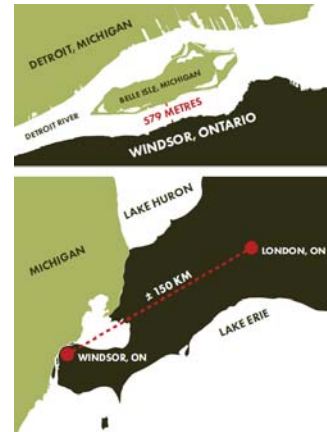 DETROIT, MICHIGAN
BELLE ISLE, MICHIGAN
579 METRES
DETROIT RIVER
WINDSOR, ONTARIO
LAKE HURON
MICHIGAN
LONDON, ON
± 150 KM
LAKE ERIE
WINDSOR, ON